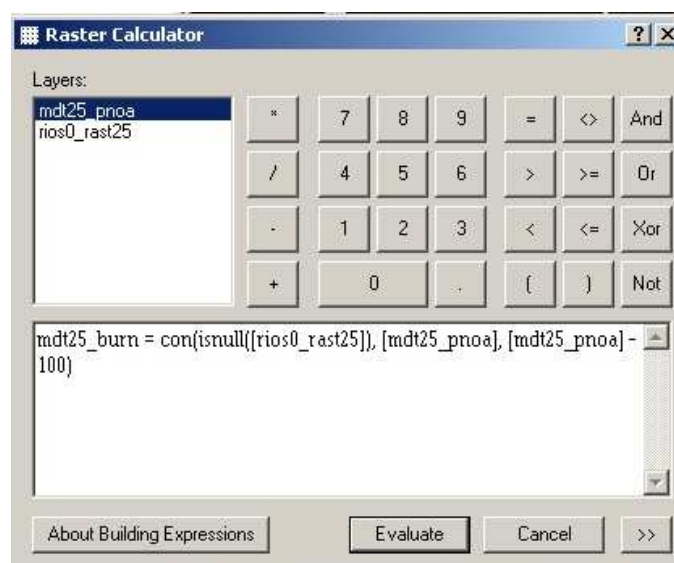 Raster Calculator ? ×
Layers:
mdt25_pnoa
rios0_rast25
* 7 8 9 = <> And
/ 4 5 6 > >= Or
- 1 2 3 < <= Xor
+ 0 . ( ) Not
mdt25_burn = con(isnull([rios0_rast25]), [mdt25_pnoa], [mdt25_pnoa] -
100)
About Building Expressions Evaluate Cancel >>